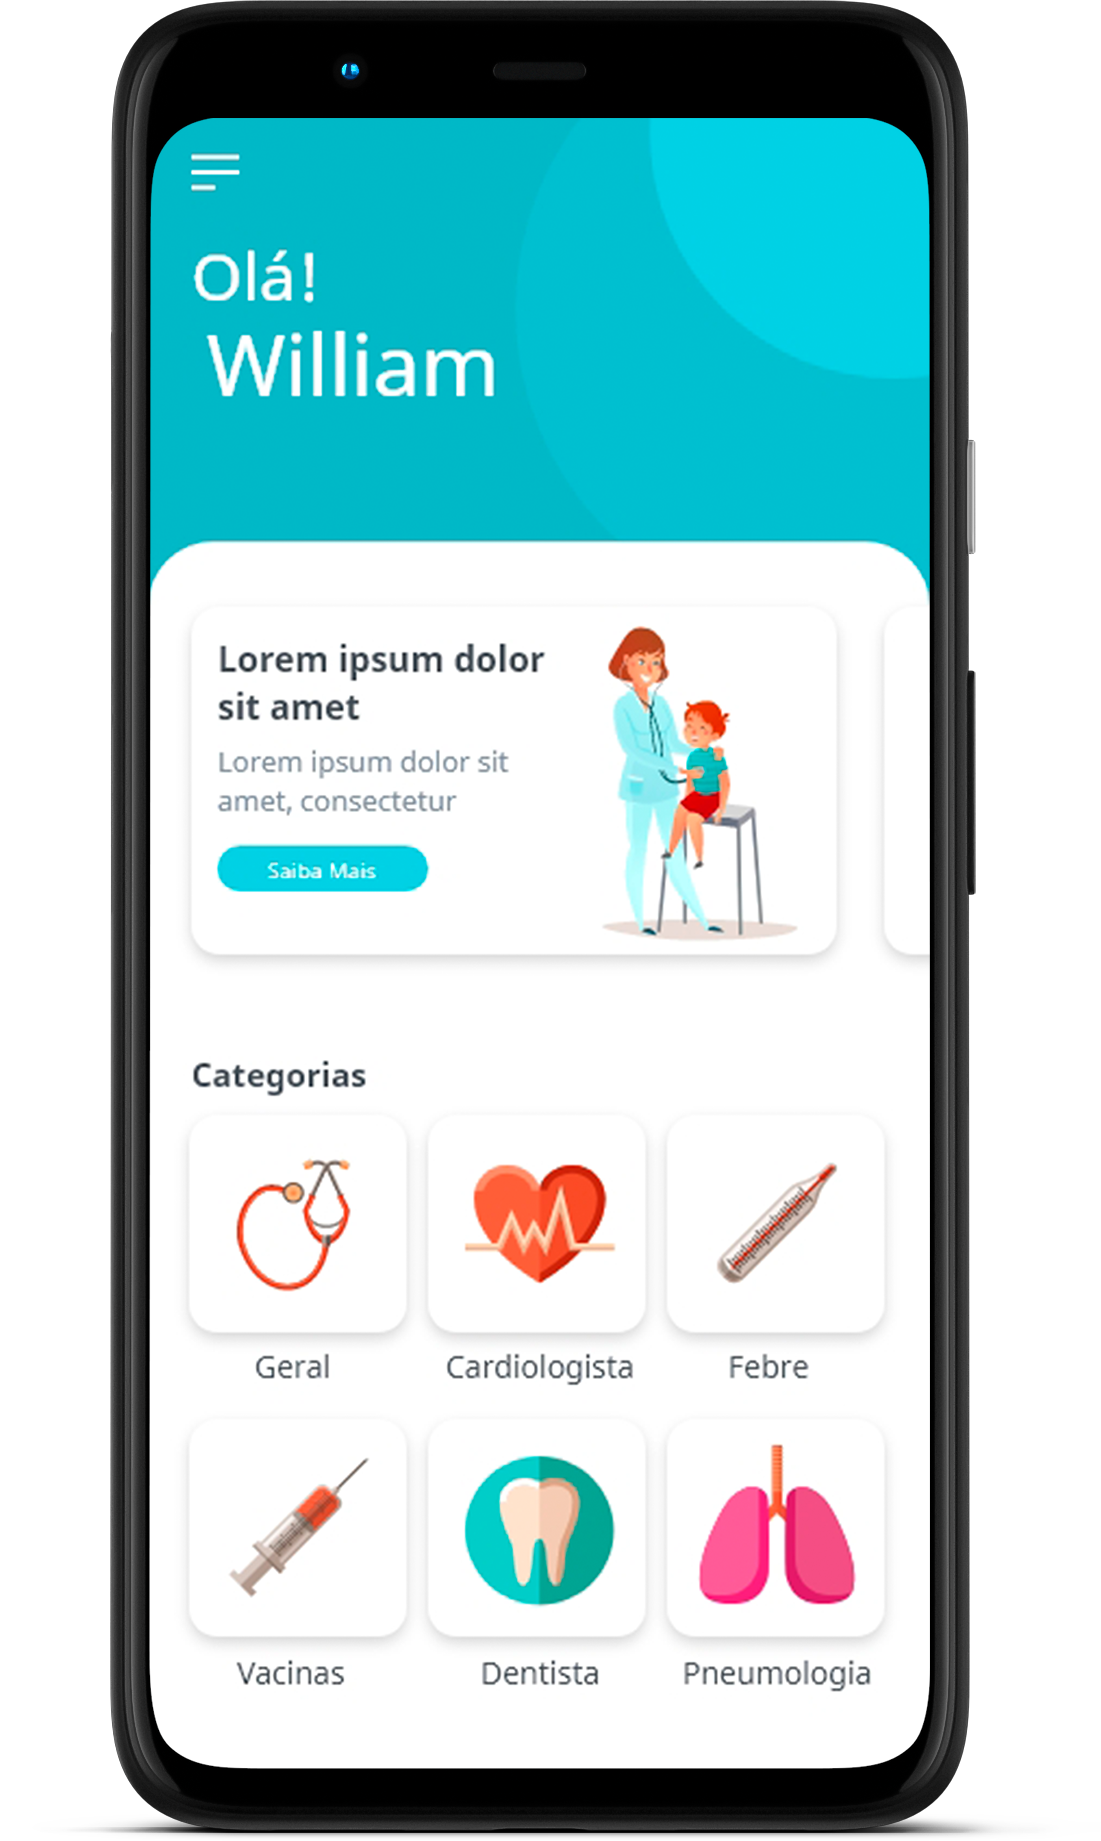 Olá!
William
Lorem ipsum dolor
sit amet
Lorem ipsum dolor sit
amet, consectetur
Saiba Mais
Categorias
Geral
Cardiologista
Febre
Vacinas
Dentista
Pneumologia